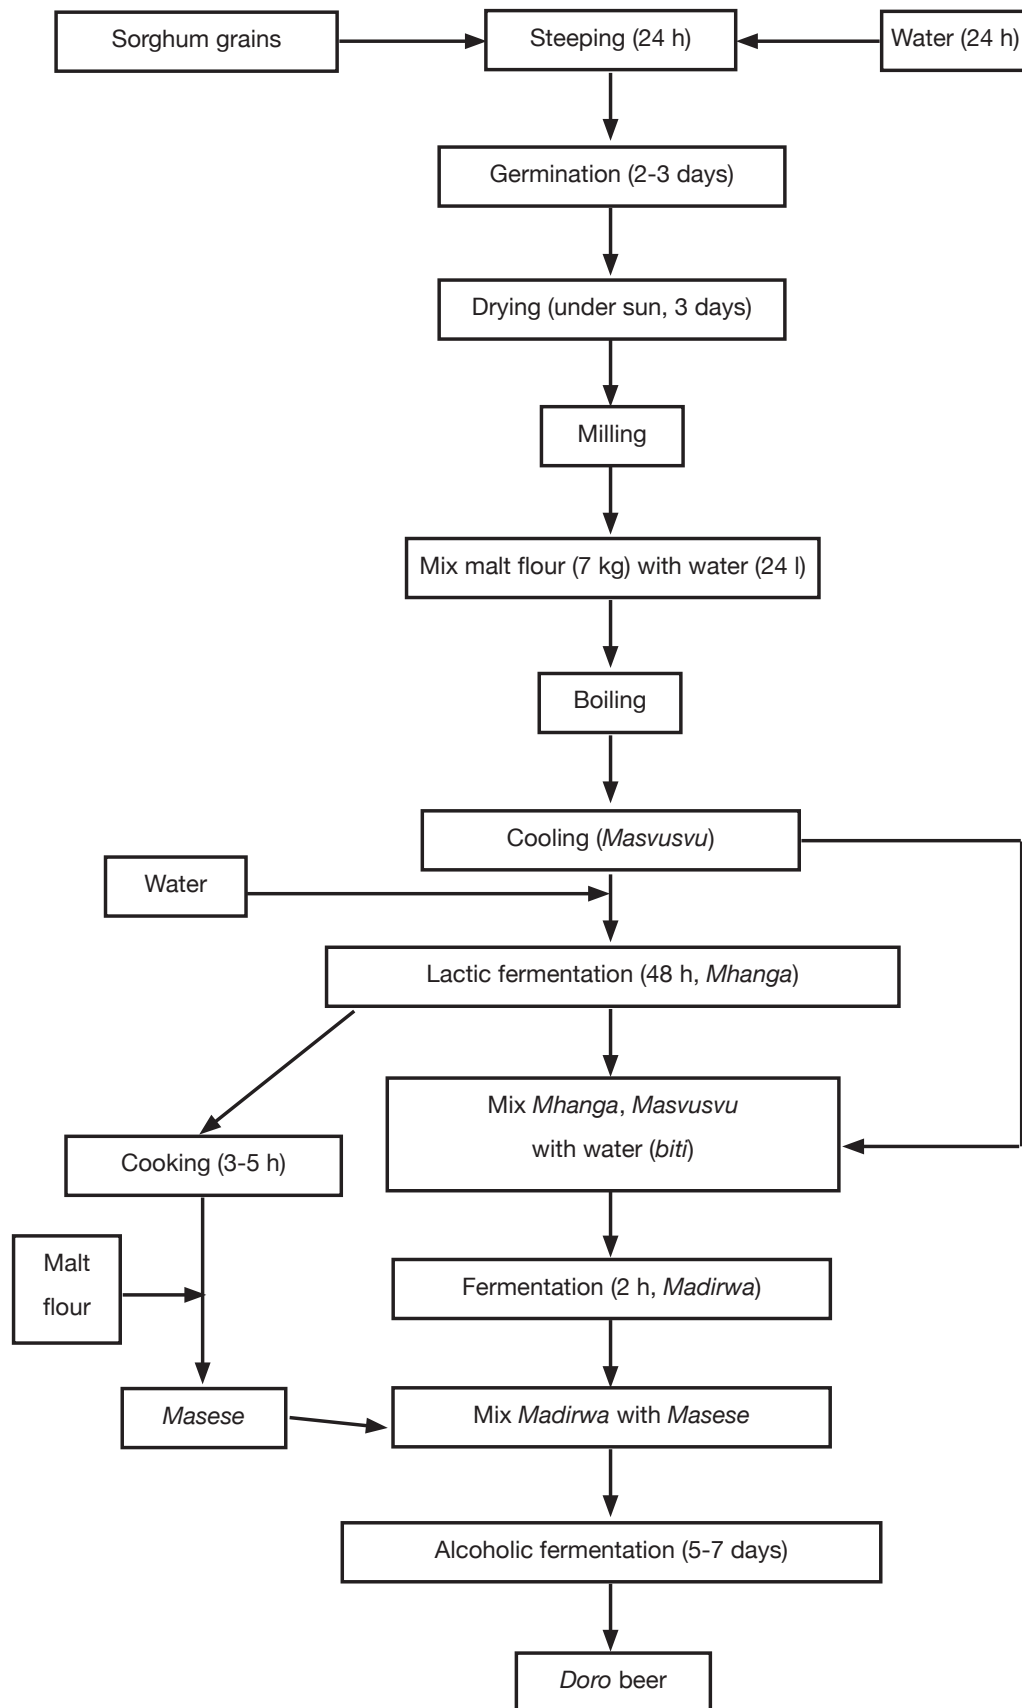 Sorghum grains
Steeping (24 h)
Water (24 h)
Germination (2-3 days)
Drying (under sun, 3 days)
Milling
Mix malt flour (7 kg) with water (24 l)
Boiling
Cooling (Masvusvu)
Water
Lactic fermentation (48 h, Mhanga)
Mix Mhanga, Masvusvu
with water (biti)
Cooking (3-5 h)
Malt
flour
Fermentation (2 h, Madirwa)
Masese
Mix Madirwa with Masese
Alcoholic fermentation (5-7 days)
Doro beer